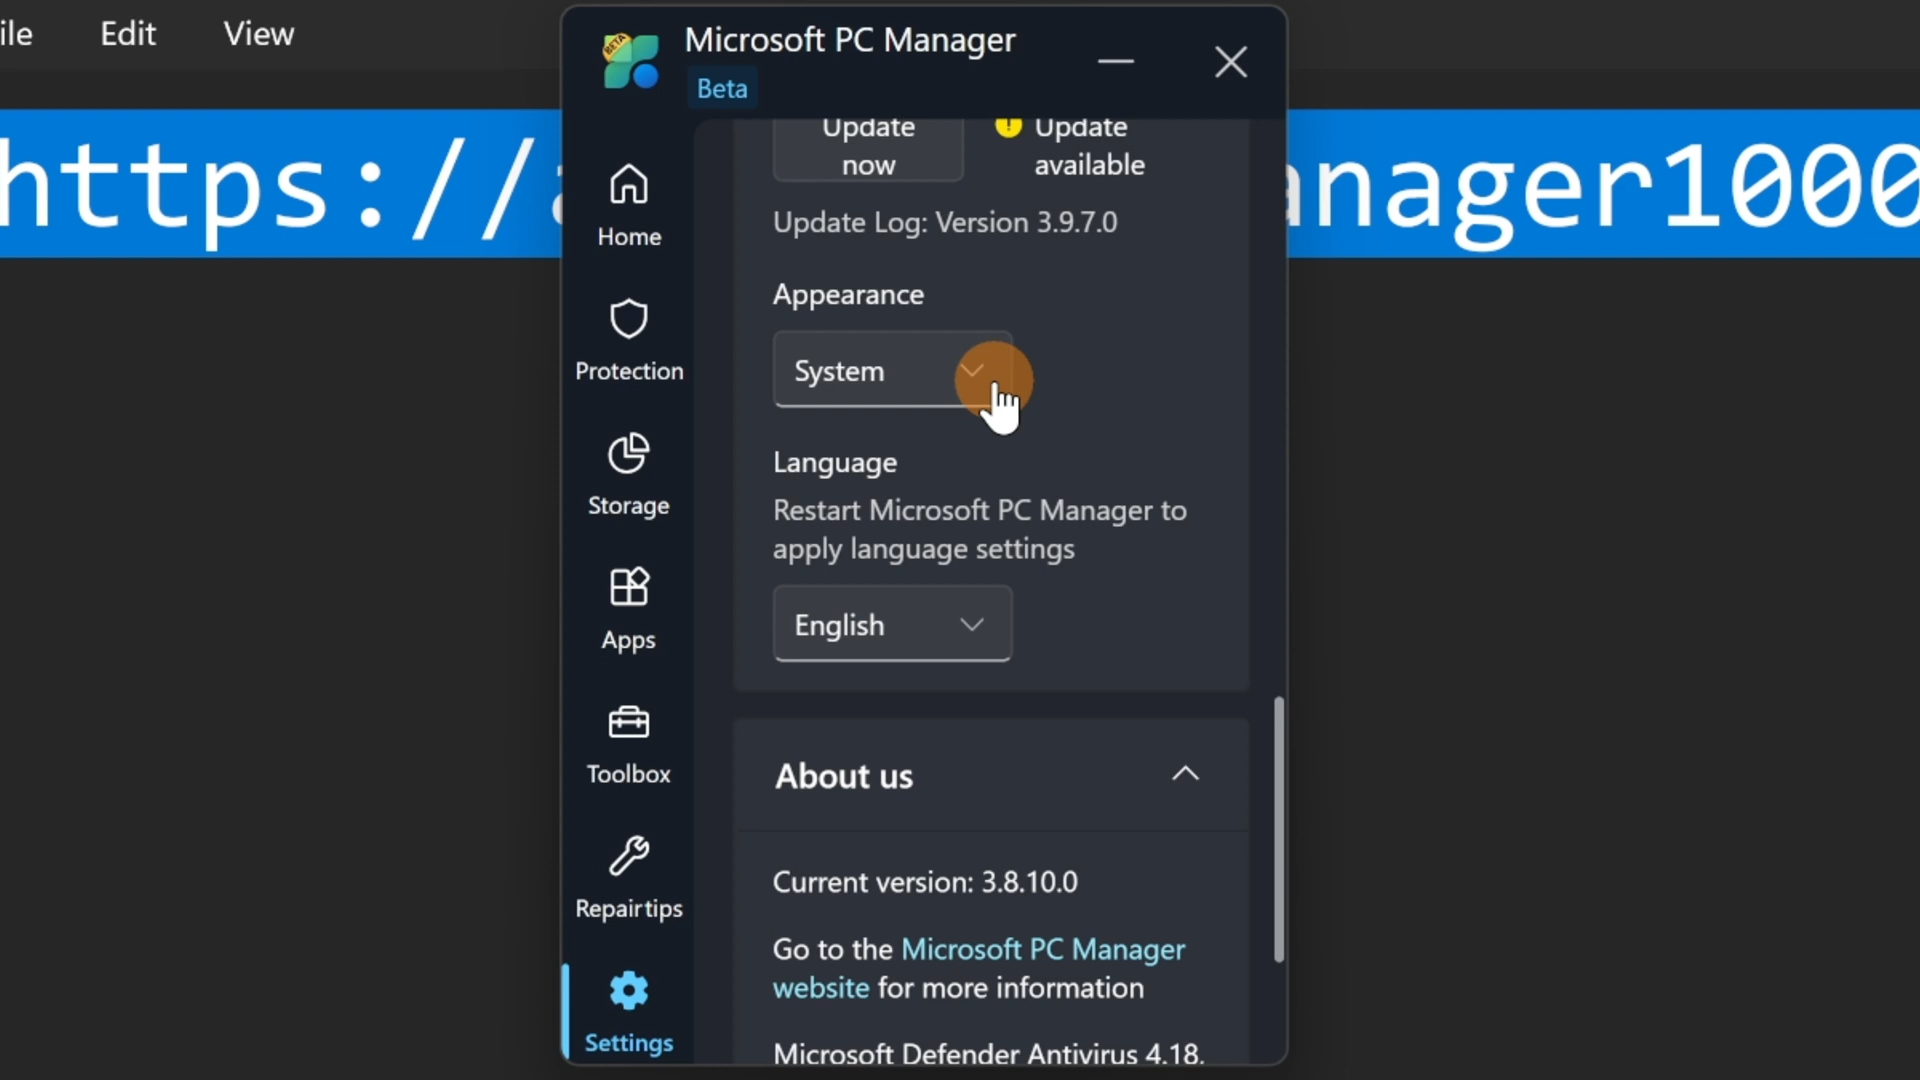 ile Edit View
Microsoft PC Manager
BETA
Beta
https://a
anager1000
Update
now
Update
available
Update Log: Version 3.9.7.0
Home
Appearance
System
Protection
Language
Restart Microsoft PC Manager to
apply language settings
Storage
English
Apps
Toolbox
About us
Current version: 3.8.10.0
Repairtips
Go to the Microsoft PC Manager
website for more information
Settings
Microsoft Defender Antivirus 4.18.